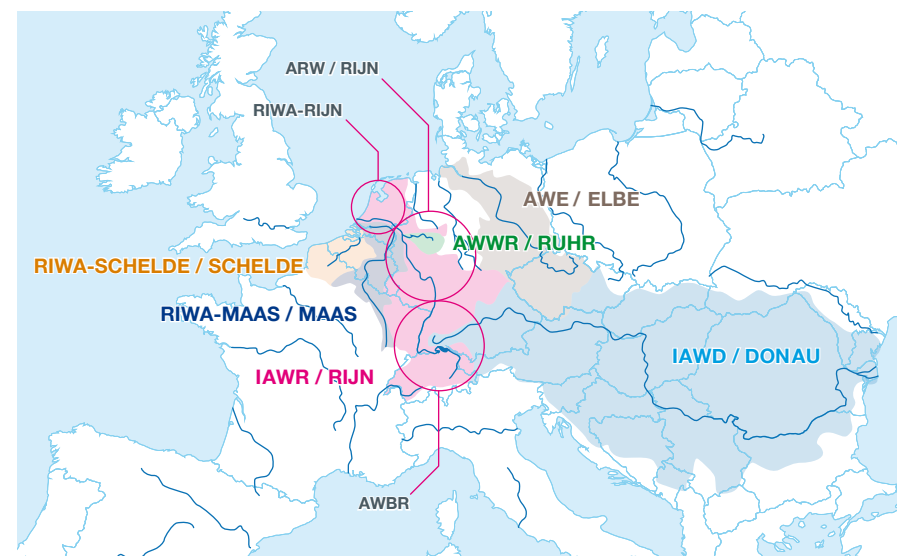 ARW / RIJN
RIWA-RIJN
AWE / ELBE
AWWR / RUHR
RIWA-SCHELDE / SCHELDE
RIWA-MAAS / MAAS
IAWD / DONAU
IAWR / RIJN
AWBR